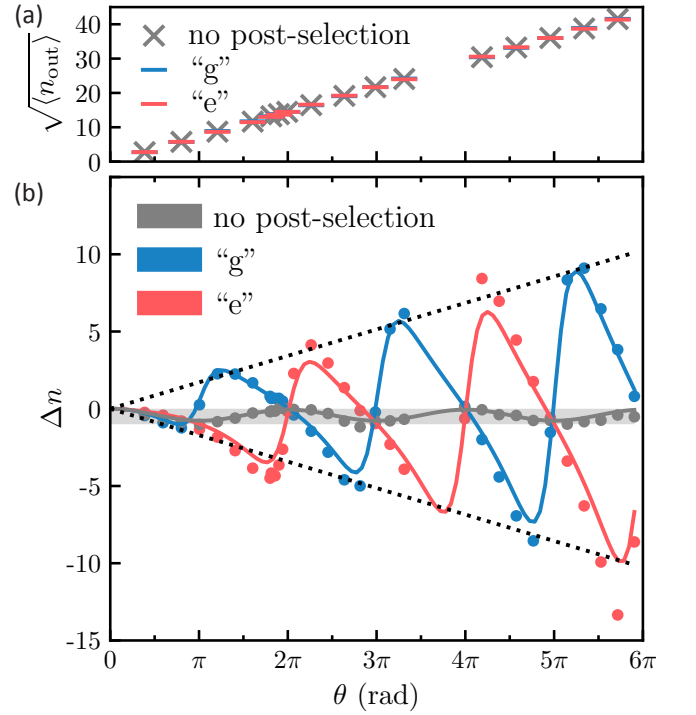 (a)
√⟨n_out⟩
40
30
20
10
0
no post-selection
“g”
“e”
(b)
Δn
10
5
0
-5
-10
-15
no post-selection
“g”
“e”
0 π 2π 3π 4π 5π 6π
θ (rad)